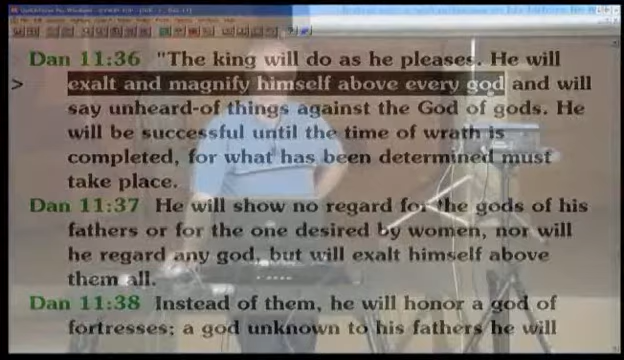 Dan 11:36 "The king will do as he pleases. He will
> exalt and magnify himself above every god and will
say unheard-of things against the God of gods. He
will be successful until the time of wrath is
completed, for what has been determined must
take place.
Dan 11:37 He will show no regard for the gods of his
fathers or for the one desired by women, nor will
he regard any god, but will exalt himself above
them all.
Dan 11:38 Instead of them, he will honor a god of
fortresses; a god unknown to his fathers he will